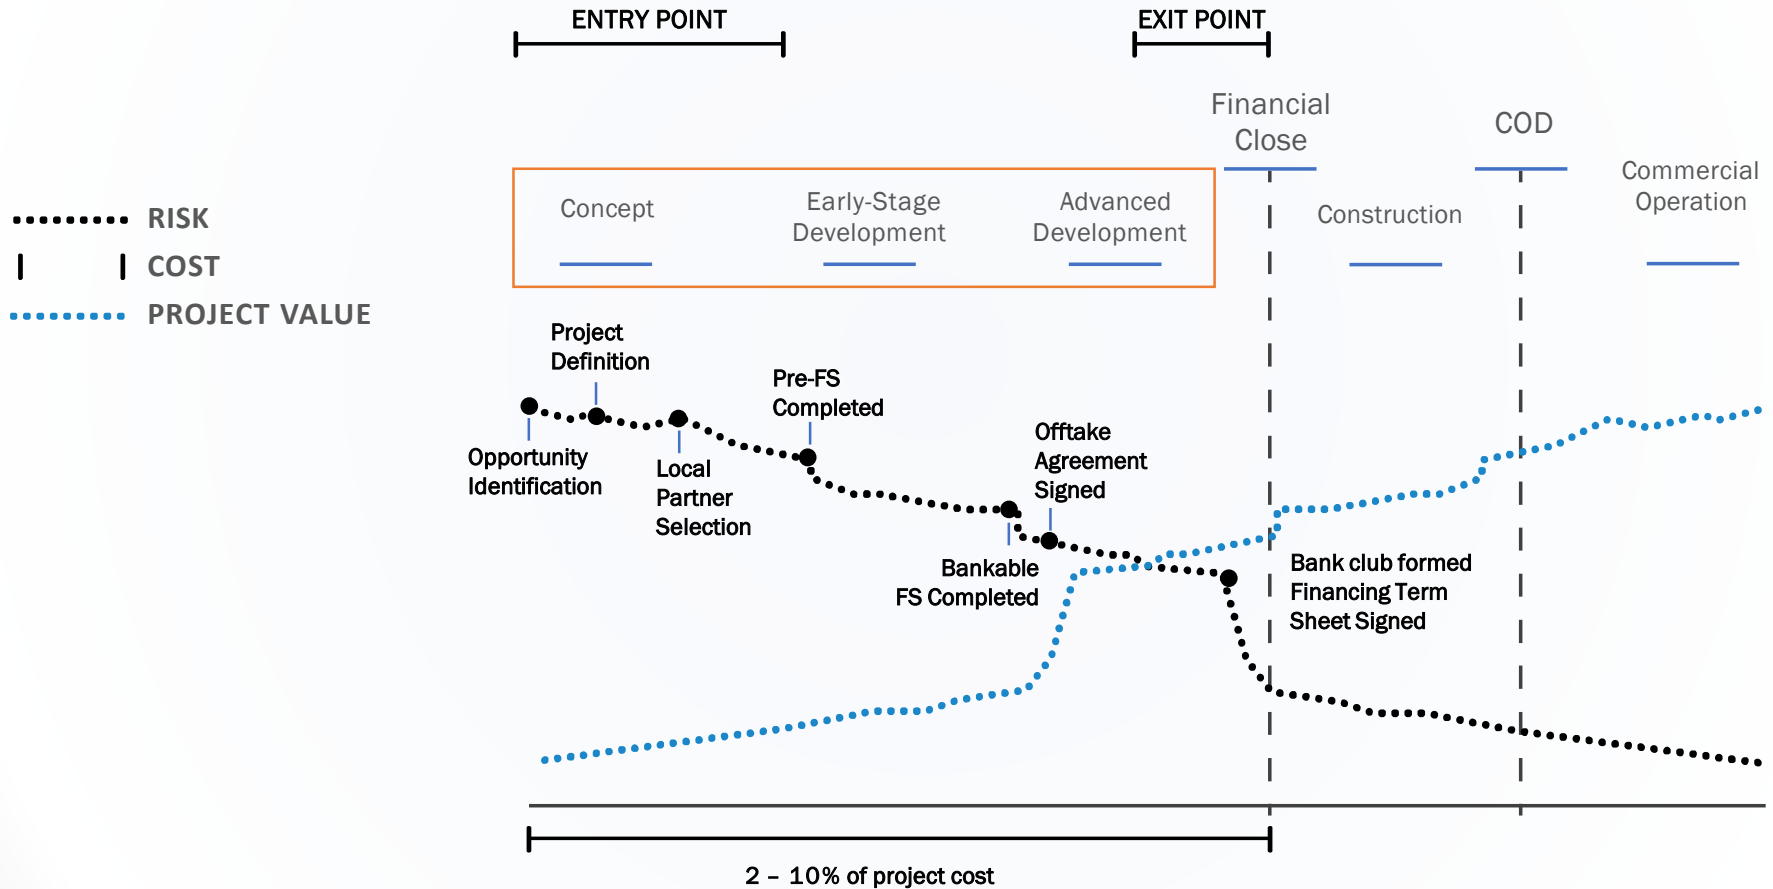 ENTRY POINT
EXIT POINT
Financial
Close
COD
Commercial
Operation
Concept
Early-Stage
Development
Advanced
Development
Construction
RISK
COST
PROJECT VALUE
Project
Definition
Pre-FS
Completed
Opportunity
Identification
Local
Partner
Selection
Offtake
Agreement
Signed
Bankable
FS Completed
Bank club formed
Financing Term
Sheet Signed
2 – 10% of project cost